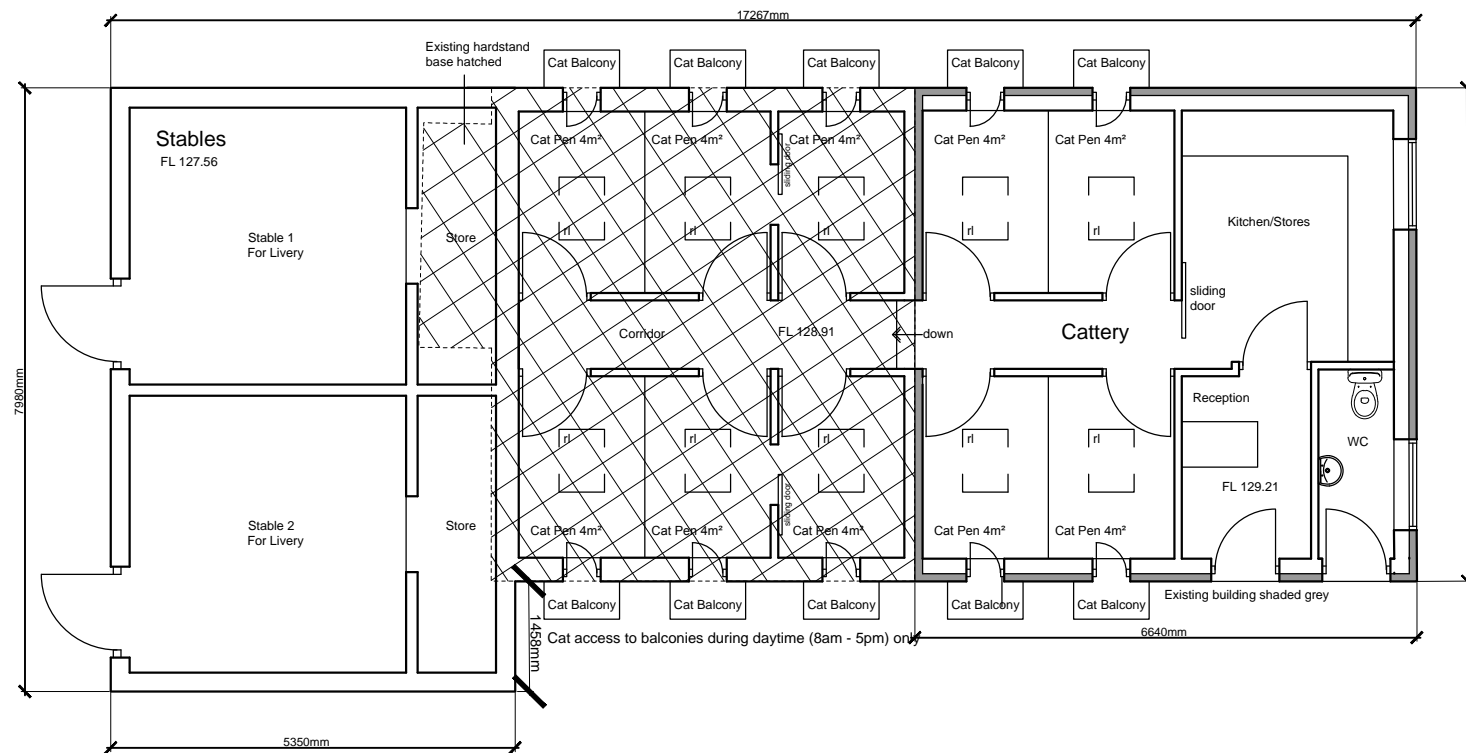 17267mm
Existing hardstand
base hatched
Cat Balcony
Cat Balcony
Cat Balcony
Cat Balcony
Cat Balcony
Stables
FL 127.56
Cat Pen 4m²
Cat Pen 4m²
Cat Pen 4m²
Cat Pen 4m²
Cat Pen 4m²
sliding door
rl
rl
rl
rl
rl
Stable 1
For Livery
Store
Kitchen/Stores
sliding
door
Corridor
FL 128.91
down
Cattery
7980mm
Reception
rl
rl
rl
rl
rl
WC
FL 129.21
sliding door
Stable 2
For Livery
Store
Cat Pen 4m²
Cat Pen 4m²
Cat Pen 4m²
Cat Pen 4m²
Cat Pen 4m²
Cat Balcony
Cat Balcony
Cat Balcony
Cat Balcony
Cat Balcony
Existing building shaded grey
1458mm
Cat access to balconies during daytime (8am - 5pm) only
6640mm
5350mm